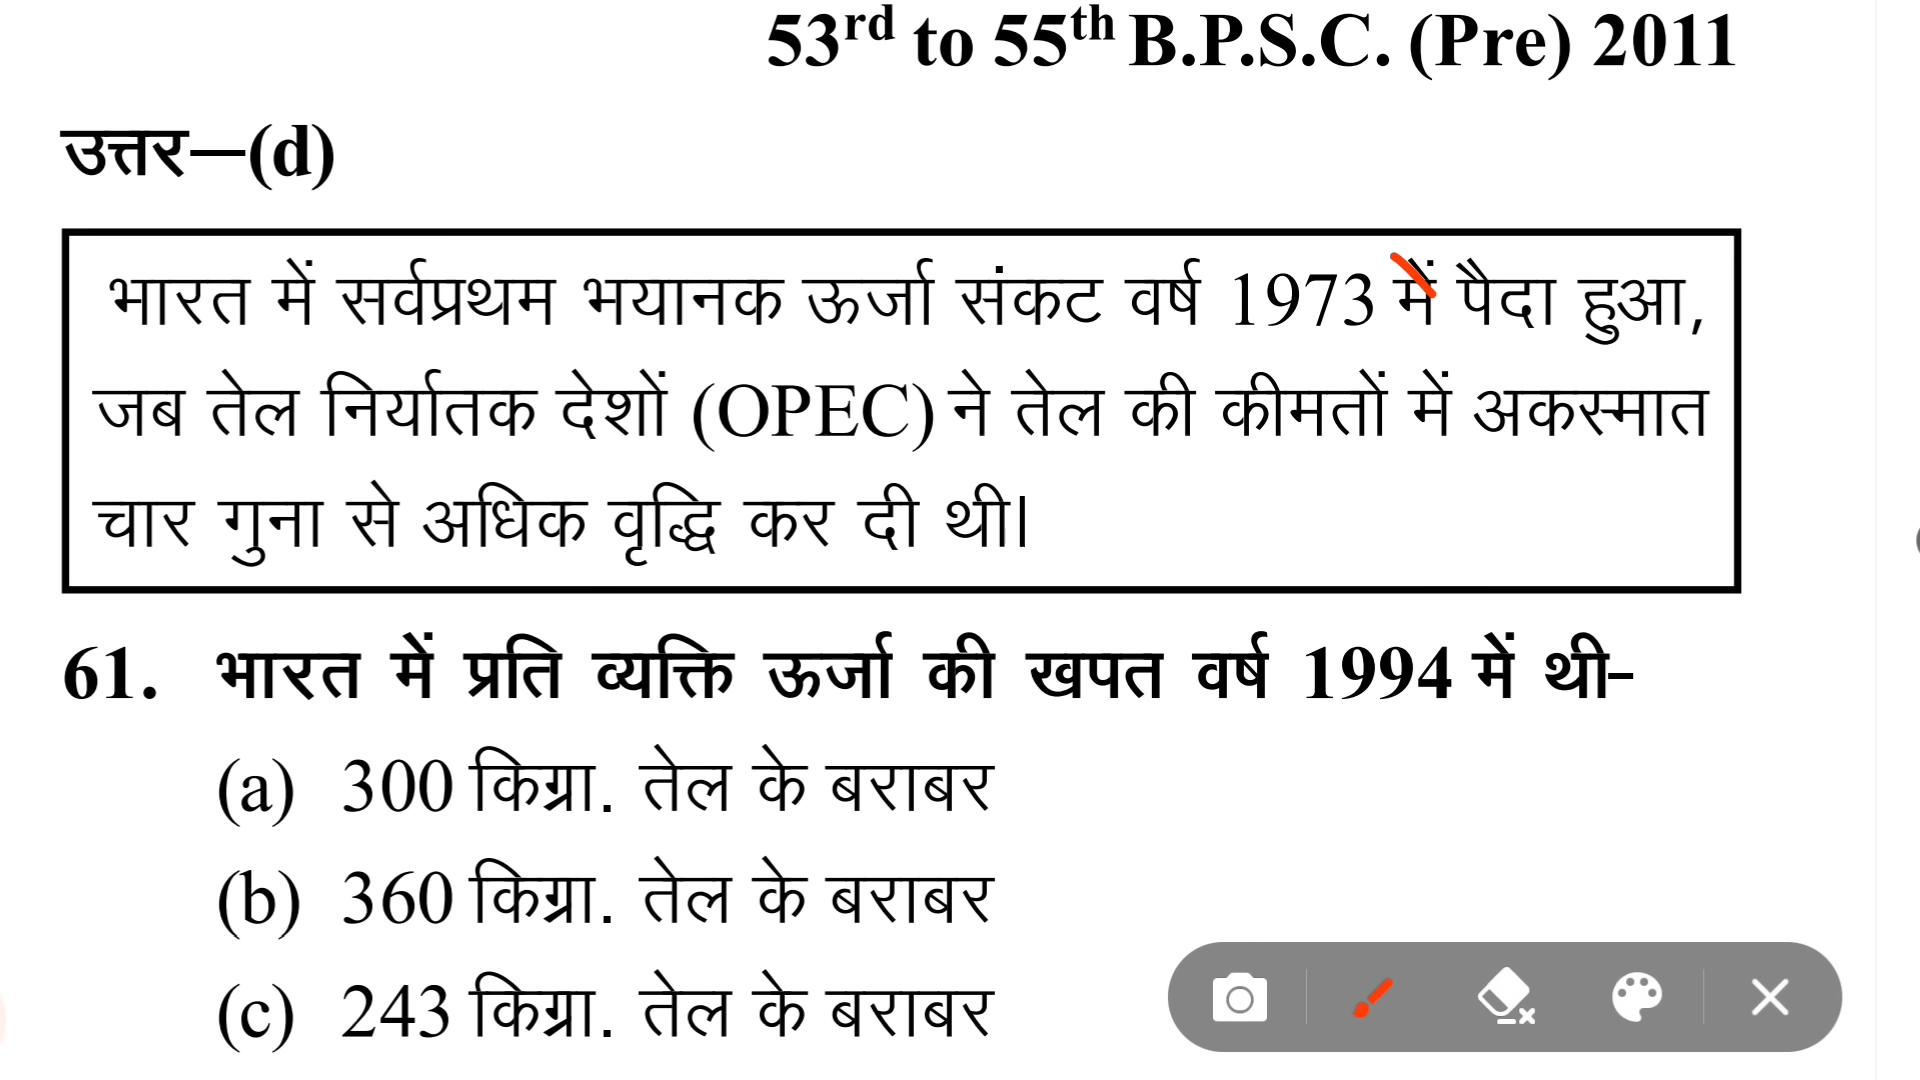 53rd to 55th B.P.S.C. (Pre) 2011
उत्तर—(d)
भारत में सर्वप्रथम भयानक ऊर्जा संकट वर्ष 1973 में पैदा हुआ,
जब तेल निर्यातक देशों (OPEC) ने तेल की कीमतों में अकस्मात
चार गुना से अधिक वृद्धि कर दी थी।
61. भारत में प्रति व्यक्ति ऊर्जा की खपत वर्ष 1994 में थी–
(a) 300 किग्रा. तेल के बराबर
(b) 360 किग्रा. तेल के बराबर
(c) 243 किग्रा. तेल के बराबर